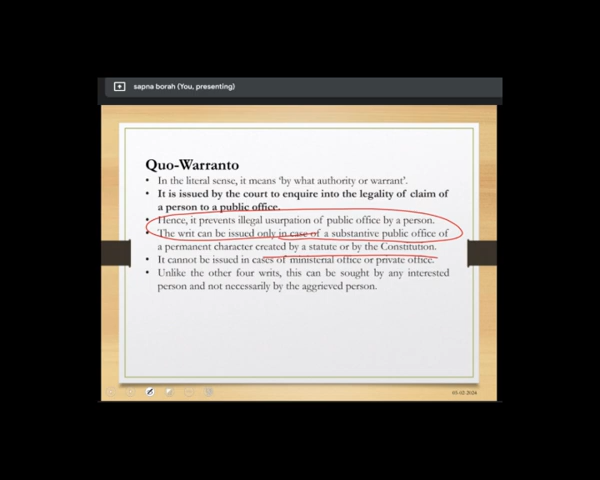 sapna borah (You, presenting)
Quo-Warranto
• In the literal sense, it means 'by what authority or warrant'.
• It is issued by the court to enquire into the legality of claim of
a person to a public office.
• Hence, it prevents illegal usurpation of public office by a person.
• The writ can be issued only in case of a substantive public office of
a permanent character created by a statute or by the Constitution.
• It cannot be issued in cases of ministerial office or private office.
• Unlike the other four writs, this can be sought by any interested
person and not necessarily by the aggrieved person.